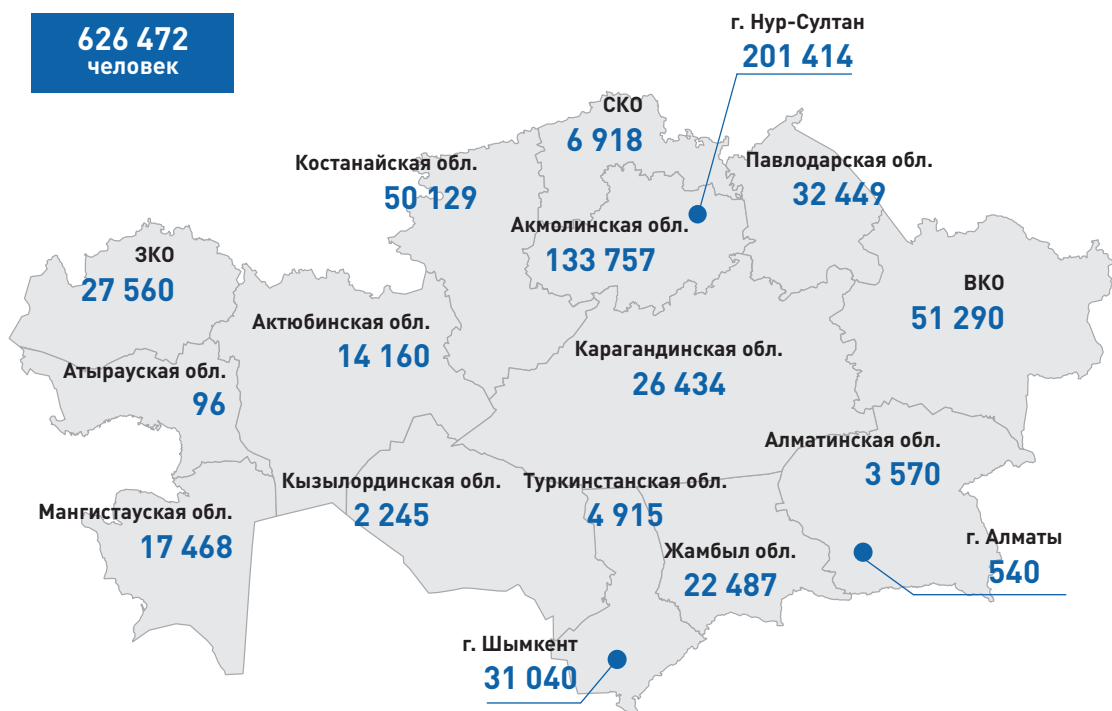 626 472
человек
г. Нур-Султан
201 414
СКО
6 918
Костанайская обл.
50 129
Павлодарская обл.
32 449
Акмолинская обл.
133 757
ЗКО
27 560
ВКО
51 290
Актюбинская обл.
14 160
Карагандинская обл.
26 434
Атырауская обл.
96
Алматинская обл.
3 570
Кызылординская обл.
2 245
Туркинстанская обл.
4 915
Мангистауская обл.
17 468
г. Алматы
540
Жамбыл обл.
22 487
г. Шымкент
31 040